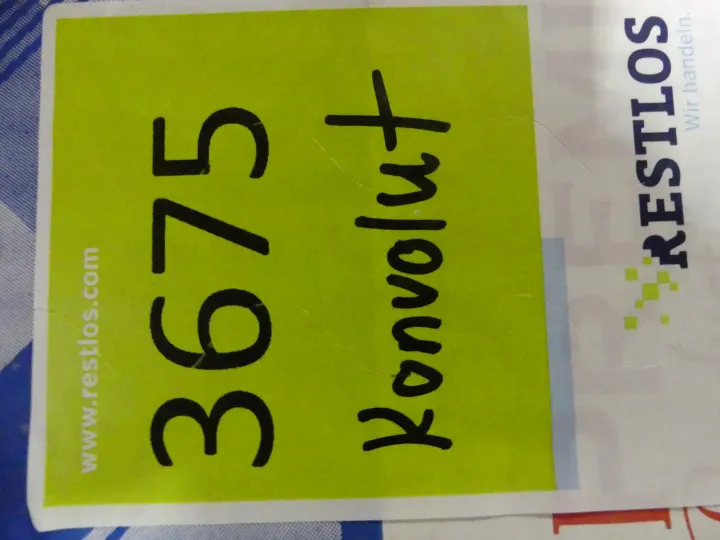 www.restlos.com
3675
Konvolut
RESTLOS
Wir handeln.